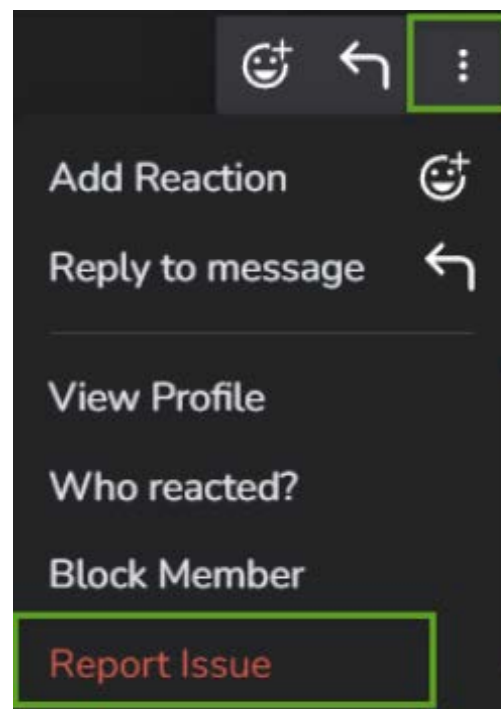 Add Reaction
Reply to message
View Profile
Who reacted?
Block Member
Report Issue